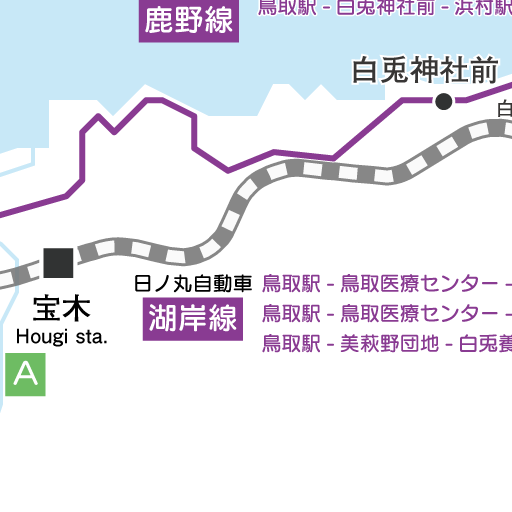 鹿野線
鳥取駅 - 白兎神社前 - 浜村駅
白兎神社前
白
日ノ丸自動車
湖岸線
鳥取駅 - 鳥取医療センター -
鳥取駅 - 鳥取医療センター -
鳥取駅 - 美萩野団地 - 白兎養
宝木
Hougi sta.
A